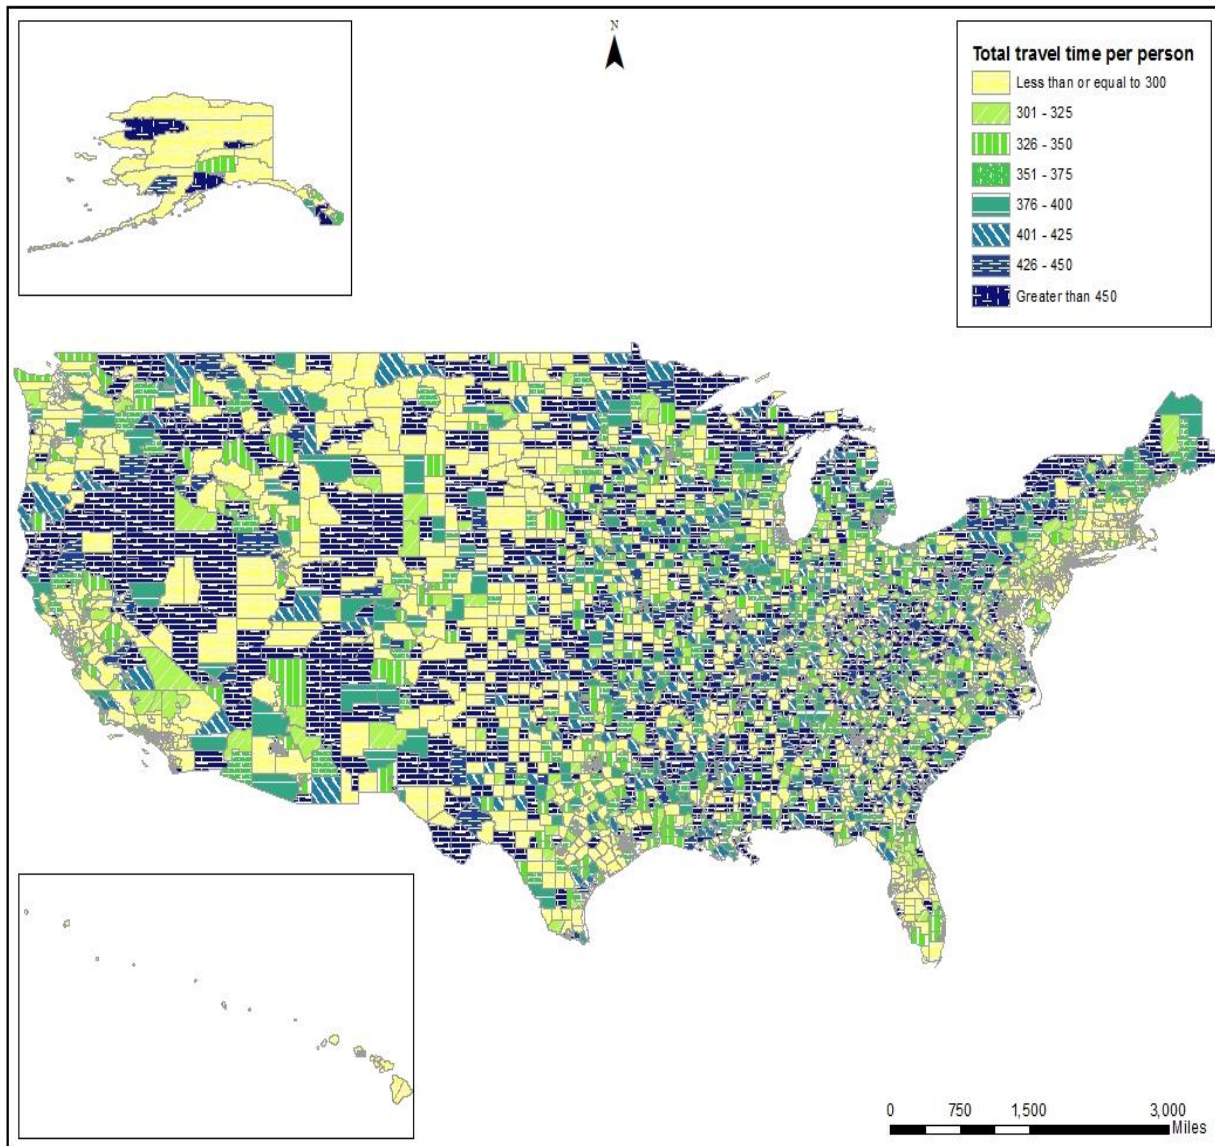 N
Total travel time per person
Less than or equal to 300
301 - 325
326 - 350
351 - 375
376 - 400
401 - 425
426 - 450
Greater than 450
0 750 1,500 3,000
Miles